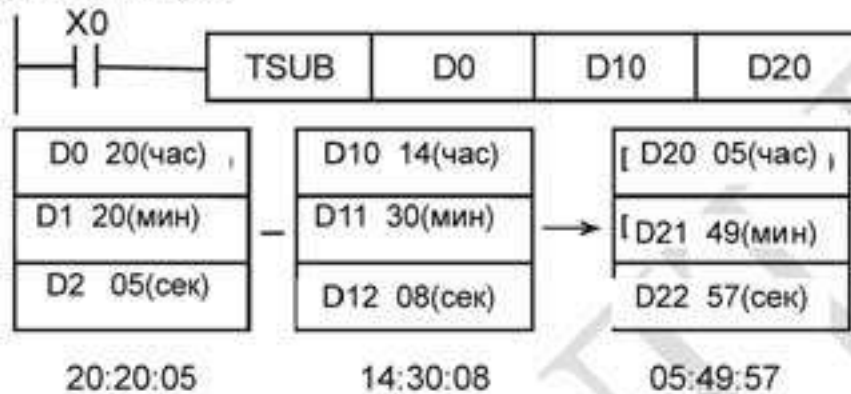 X0
TSUB D0 D10 D20
D0 20(час) D10 14(час) [ D20 05(час)
D1 20(мин) – D11 30(мин) → [ D21 49(мин)
D2 05(сек) D12 08(сек) D22 57(сек)
20:20:05 14:30:08 05:49:57